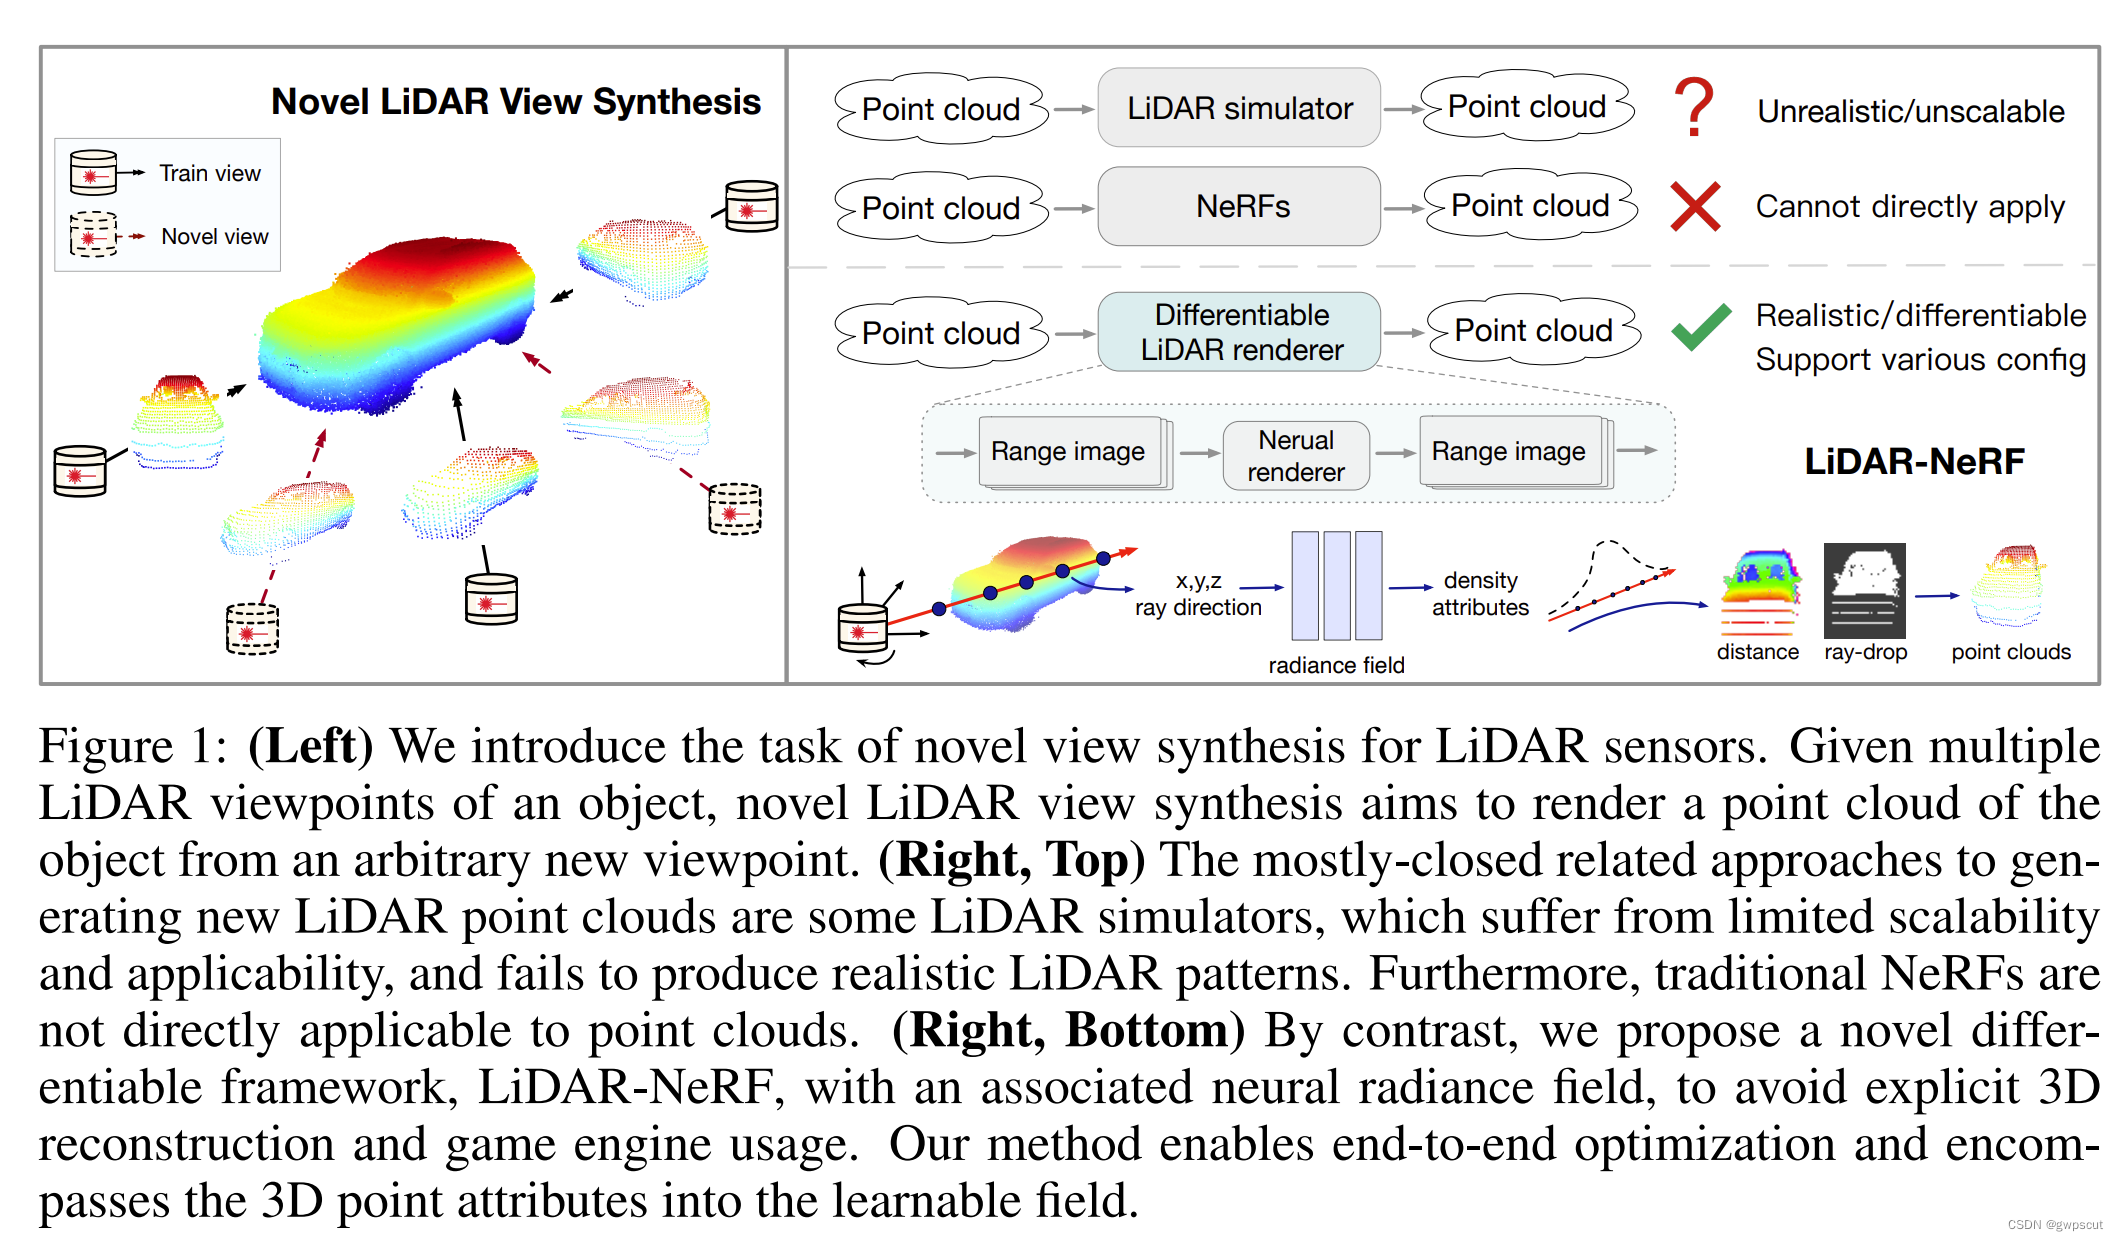 Novel LiDAR View Synthesis
Train view
Novel view
Point cloud
LiDAR simulator
Point cloud
?
Unrealistic/unscalable
Point cloud
NeRFs
Point cloud
Cannot directly apply
Point cloud
Differentiable
LiDAR renderer
Point cloud
Realistic/differentiable
Support various config
Range image
Nerual
renderer
Range image
LiDAR-NeRF
x,y,z
ray direction
radiance field
density
attributes
distance
ray-drop
point clouds
Figure 1: (Left) We introduce the task of novel view synthesis for LiDAR sensors. Given multiple
LiDAR viewpoints of an object, novel LiDAR view synthesis aims to render a point cloud of the
object from an arbitrary new viewpoint. (Right, Top) The mostly-closed related approaches to gen-
erating new LiDAR point clouds are some LiDAR simulators, which suffer from limited scalability
and applicability, and fails to produce realistic LiDAR patterns. Furthermore, traditional NeRFs are
not directly applicable to point clouds. (Right, Bottom) By contrast, we propose a novel differ-
entiable framework, LiDAR-NeRF, with an associated neural radiance field, to avoid explicit 3D
reconstruction and game engine usage. Our method enables end-to-end optimization and encom-
passes the 3D point attributes into the learnable field.
CSDN @gwpscut